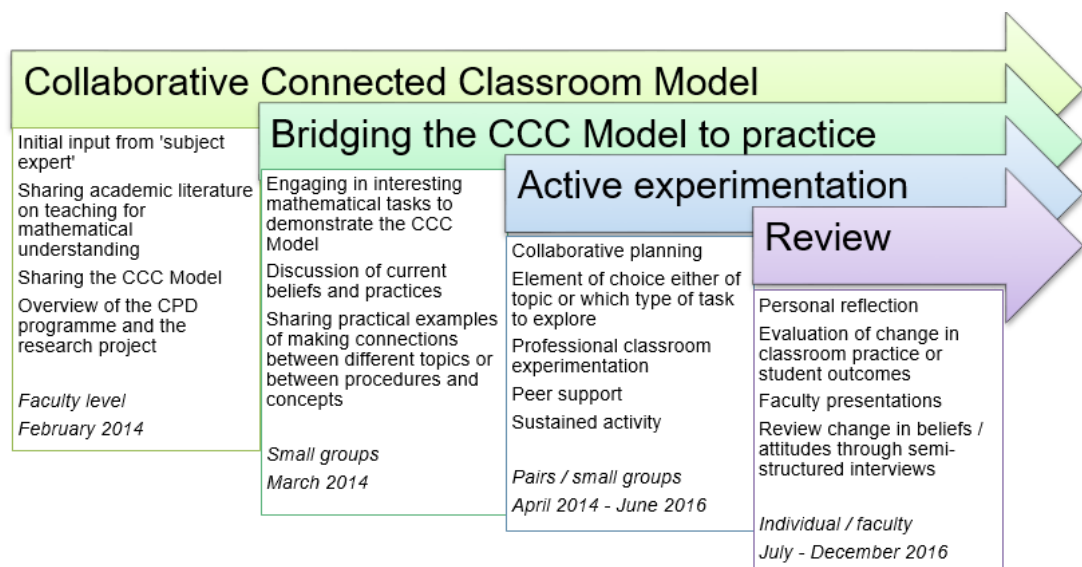 Collaborative Connected Classroom Model
Initial input from 'subject
expert'
Sharing academic literature
on teaching for
mathematical
understanding
Sharing the CCC Model
Overview of the CPD
programme and the
research project
Faculty level
February 2014
Bridging the CCC Model to practice
Engaging in interesting
mathematical tasks to
demonstrate the CCC
Model
Discussion of current
beliefs and practices
Sharing practical examples
of making connections
between different topics or
between procedures and
concepts
Small groups
March 2014
Active experimentation
Collaborative planning
Element of choice either of
topic or which type of task
to explore
Professional classroom
experimentation
Peer support
Sustained activity
Pairs / small groups
April 2014 - June 2016
Review
Personal reflection
Evaluation of change in
classroom practice or
student outcomes
Faculty presentations
Review change in beliefs /
attitudes through semi-
structured interviews
Individual / faculty
July - December 2016